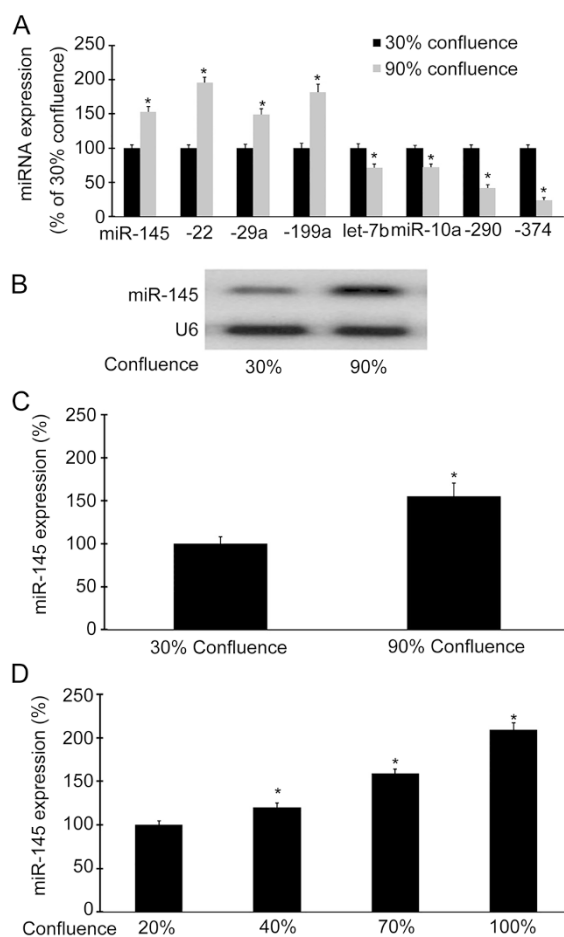 A
miRNA expression
(% of 30% confluence)
250
200
150
100
50
0
30% confluence
90% confluence
* * * * * * * *
miR-145 -22 -29a -199a let-7b miR-10a -290 -374
B
miR-145
U6
Confluence 30% 90%
C
miR-145 expression (%)
250
200
150
100
50
0
*
30% Confluence 90% Confluence
D
miR-145 expression (%)
250
200
150
100
50
0
* * *
Confluence 20% 40% 70% 100%